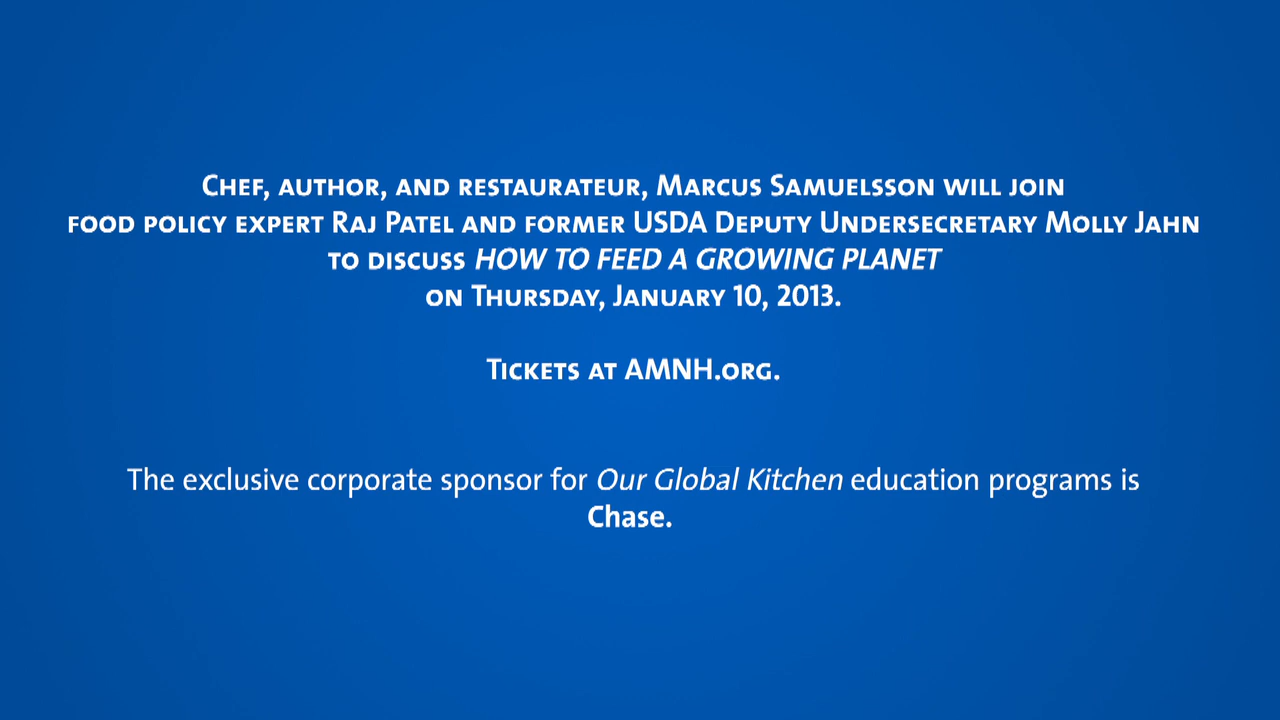 Chef, author, and restaurateur, Marcus Samuelsson will join
food policy expert Raj Patel and former USDA Deputy Undersecretary Molly Jahn
to discuss HOW TO FEED A GROWING PLANET
on Thursday, January 10, 2013.
Tickets at AMNH.org.
The exclusive corporate sponsor for Our Global Kitchen education programs is
Chase.